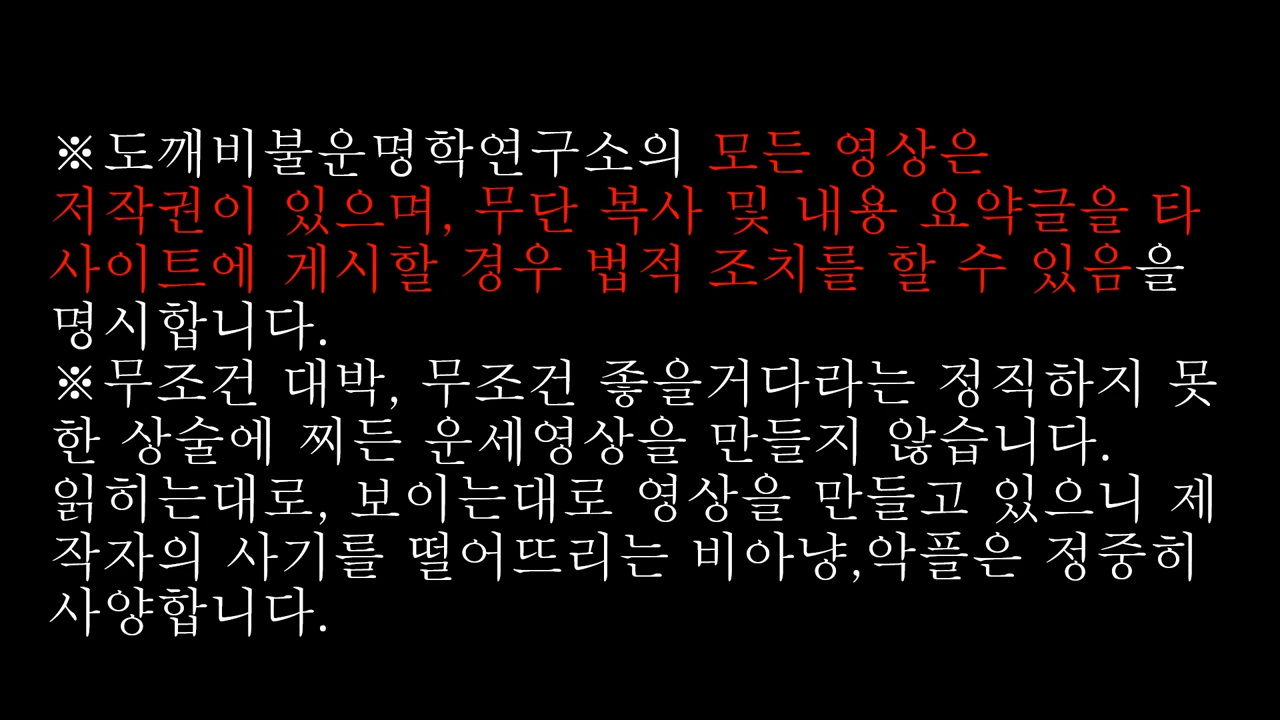 ※도깨비불운명학연구소의 모든 영상은
저작권이 있으며, 무단 복사 및 내용 요약글을 타
사이트에 게시할 경우 법적 조치를 할 수 있음을
명시합니다.
※무조건 대박, 무조건 좋을거다라는 정직하지 못
한 상술에 찌든 운세영상을 만들지 않습니다.
읽히는대로, 보이는대로 영상을 만들고 있으니 제
작자의 사기를 떨어뜨리는 비아냥,악플은 정중히
사양합니다.